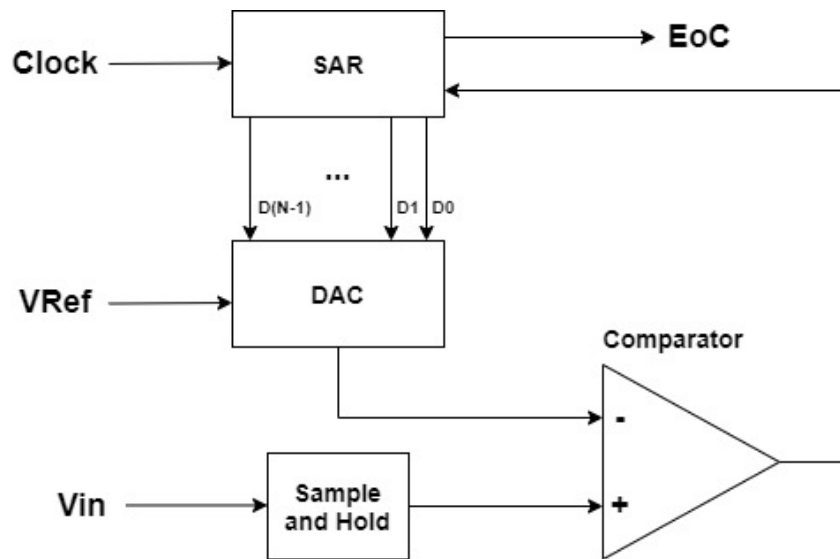 Clock
SAR
EoC
...
D(N-1)
D1
D0
VRef
DAC
Comparator
-
Vin
Sample
and Hold
+